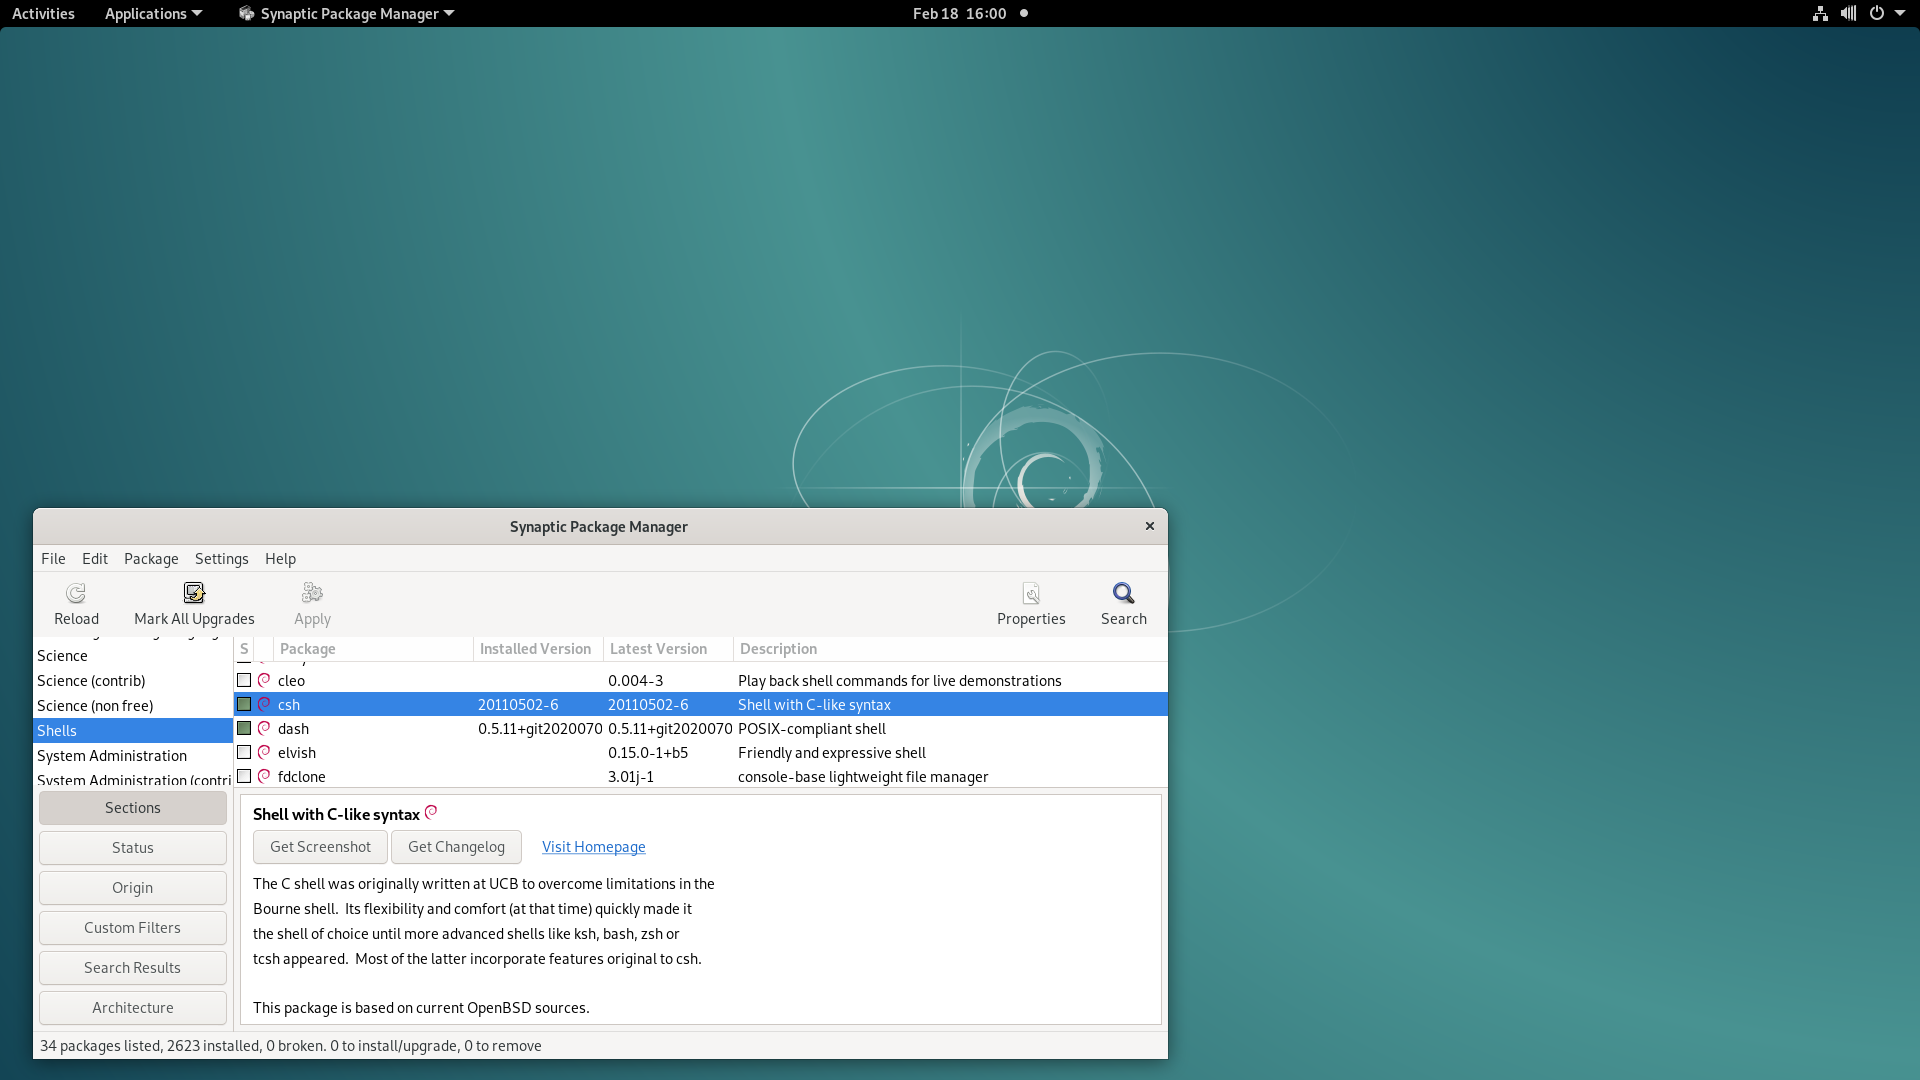 Activities Applications Synaptic Package Manager Feb 18 16:00
Synaptic Package Manager
File Edit Package Settings Help
Reload Mark All Upgrades Apply Properties Search
S Package Installed Version Latest Version Description
Science
Science (contrib)
Science (non free)
Shells
System Administration
System Administration (contri
cleo 0.004-3 Play back shell commands for live demonstrations
csh 20110502-6 20110502-6 Shell with C-like syntax
dash 0.5.11+git2020070 0.5.11+git2020070 POSIX-compliant shell
elvish 0.15.0-1+b5 Friendly and expressive shell
fdclone 3.01j-1 console-base lightweight file manager
Sections
Status
Origin
Custom Filters
Search Results
Architecture
Shell with C-like syntax
Get Screenshot Get Changelog Visit Homepage
The C shell was originally written at UCB to overcome limitations in the
Bourne shell. Its flexibility and comfort (at that time) quickly made it
the shell of choice until more advanced shells like ksh, bash, zsh or
tcsh appeared. Most of the latter incorporate features original to csh.
This package is based on current OpenBSD sources.
34 packages listed, 2623 installed, 0 broken. 0 to install/upgrade, 0 to remove